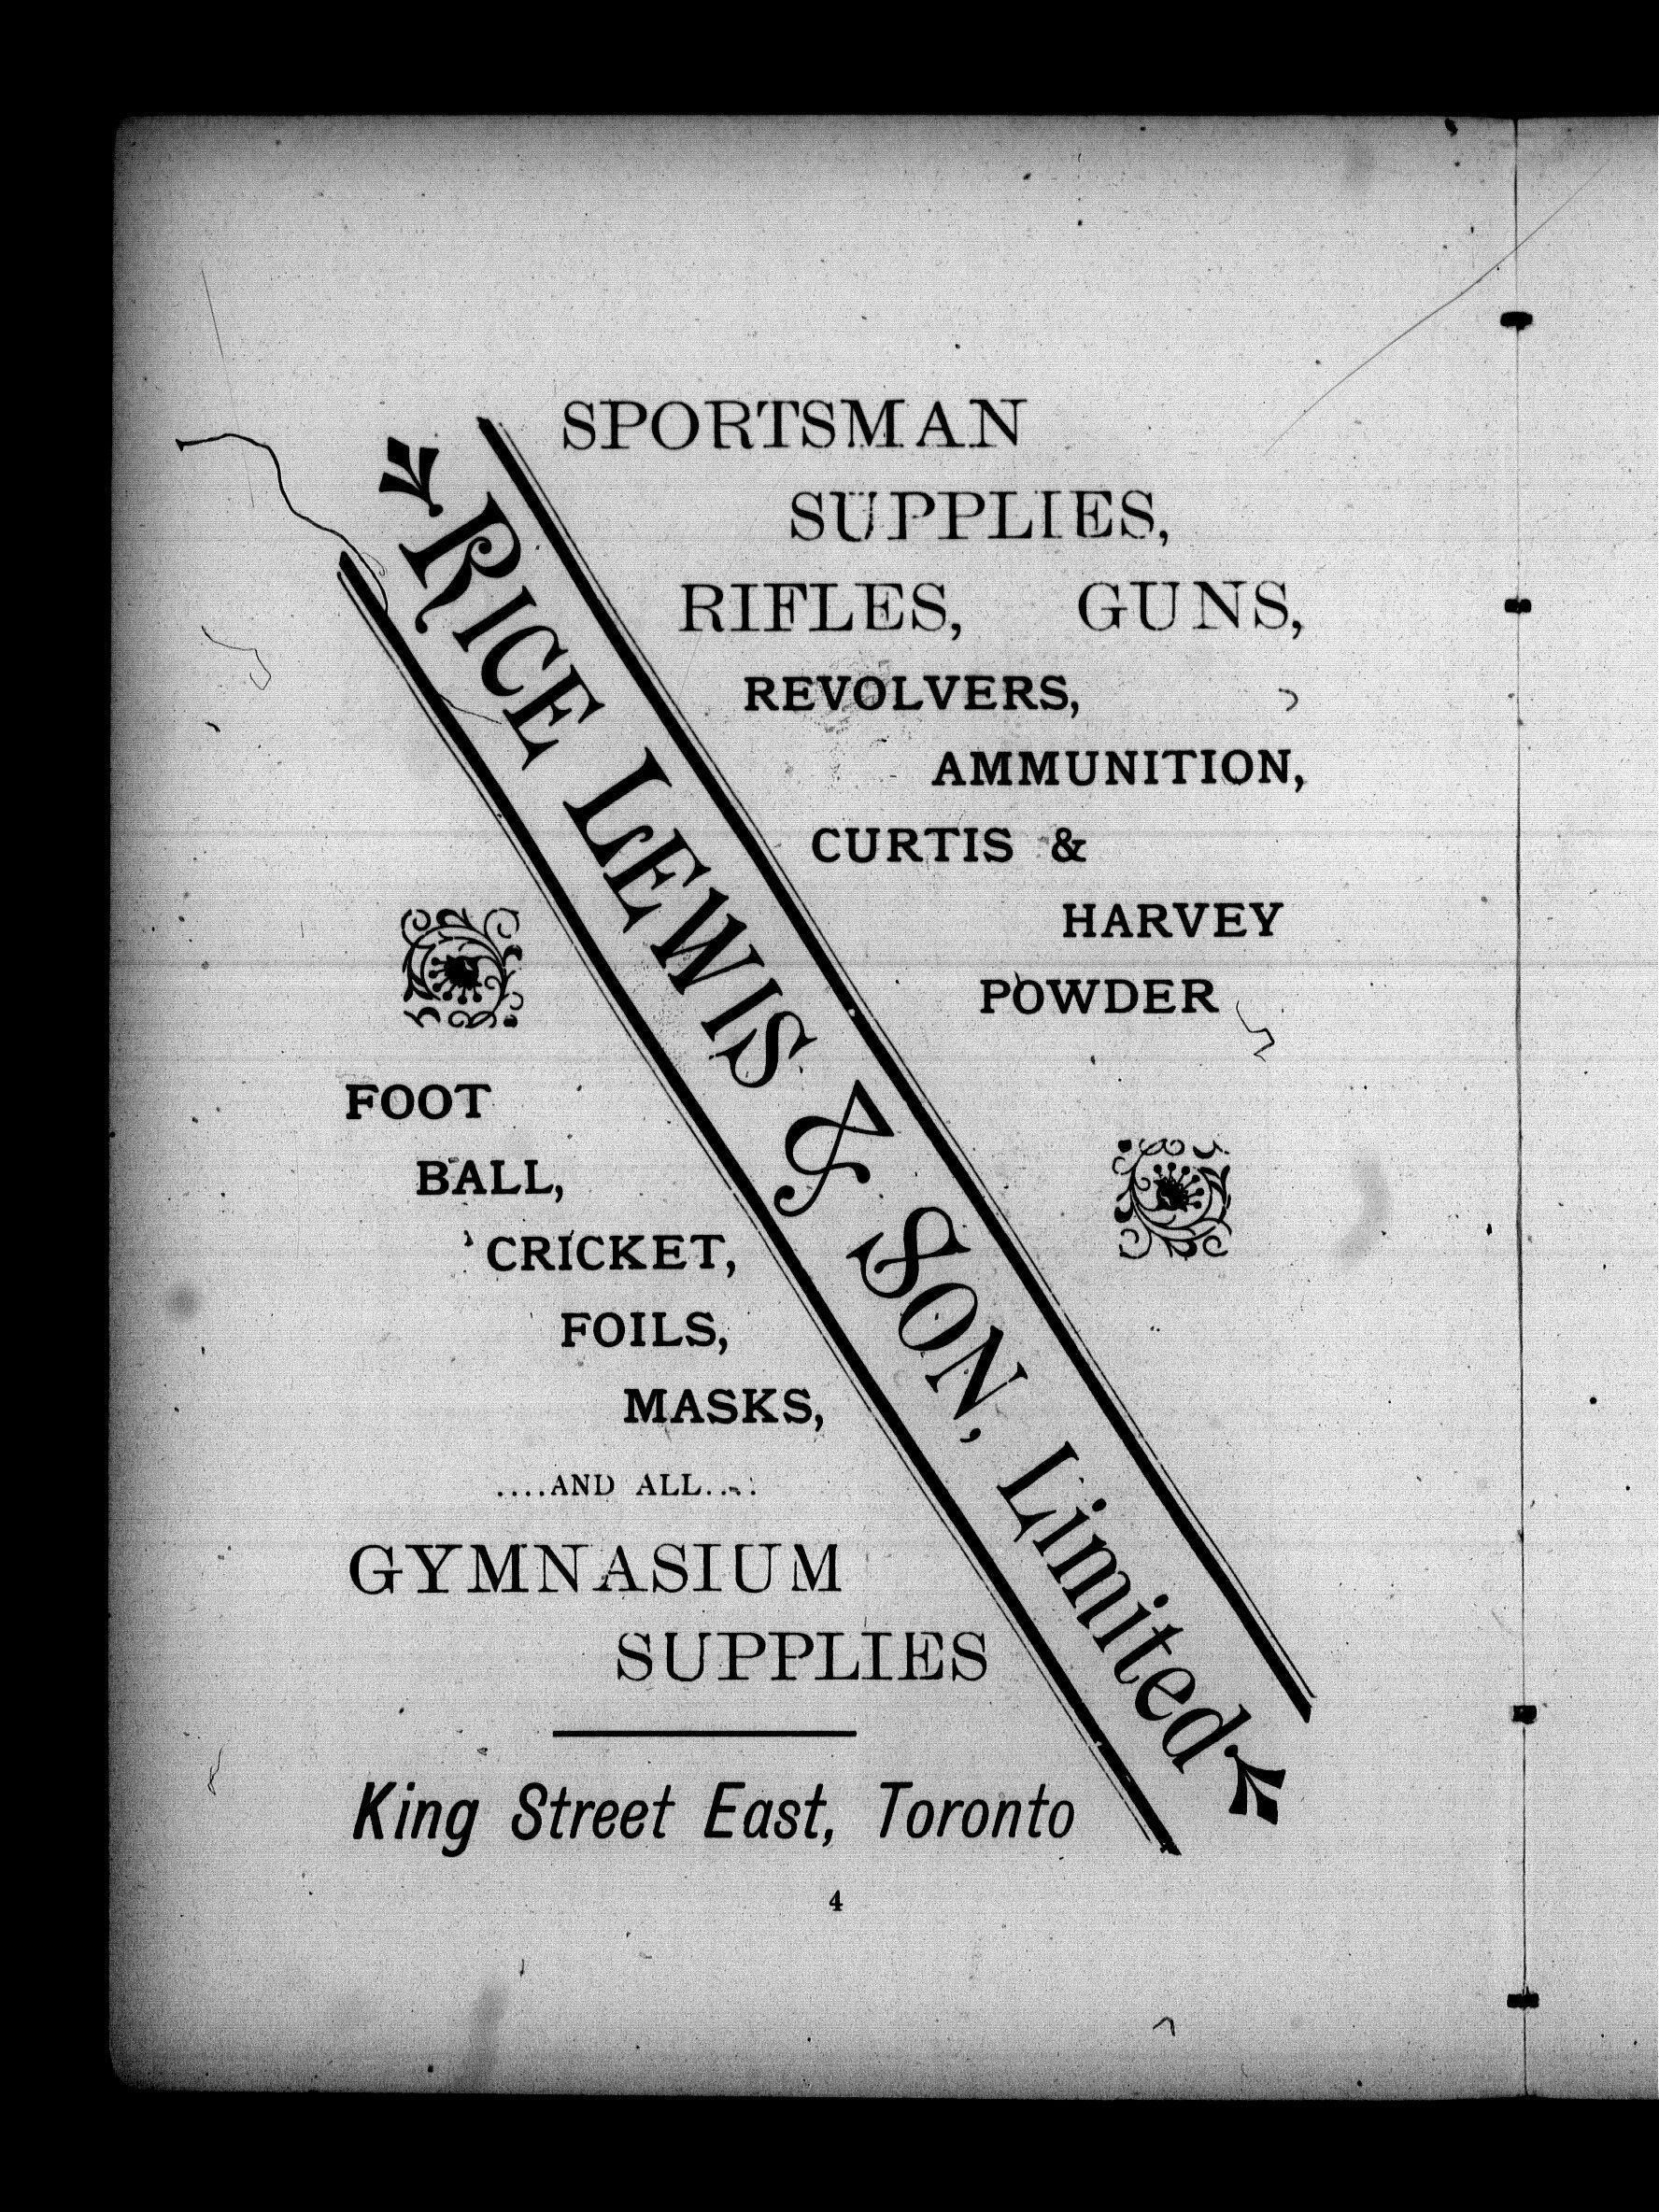 SPORTSMAN
SUPPLIES,
RIFLES, GUNS,
REVOLVERS,
AMMUNITION,
CURTIS &
HARVEY
POWDER
RICE LEWIS & SON, Limited
FOOT
BALL,
CRICKET,
FOILS,
MASKS,
....AND ALL....
GYMNASIUM
SUPPLIES
King Street East, Toronto
4